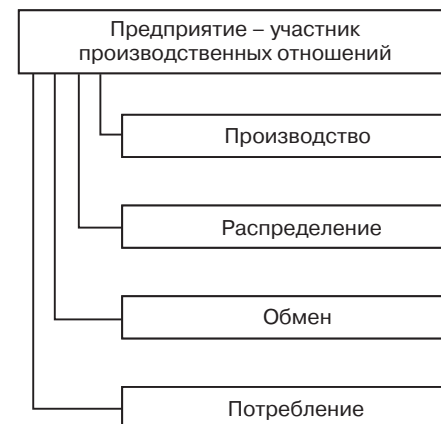 Предприятие – участник
производственных отношений
Производство
Распределение
Обмен
Потребление